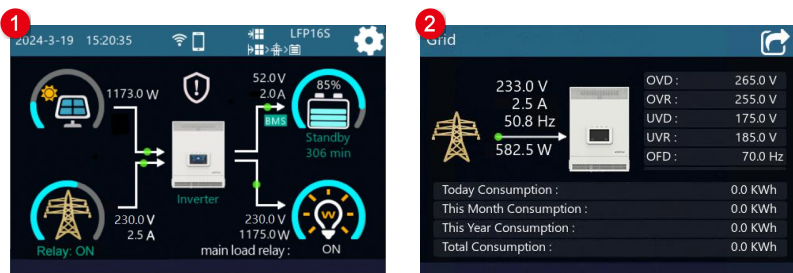 1
2024-3-19 15:20:35
LFP16S
1173.0 W
52.0 V
2.0 A
BMS
85%
Standby
306 min
Inverter
230.0 V
2.5 A
Relay: ON
230.0 V
1175.0 W
W
main load relay :
ON
2
Grid
233.0 V
2.5 A
50.8 Hz
582.5 W
OVD : 265.0 V
OVR : 255.0 V
UVD : 175.0 V
UVR : 185.0 V
OFD : 70.0 Hz
Today Consumption : 0.0 KWh
This Month Consumption : 0.0 KWh
This Year Consumption : 0.0 KWh
Total Consumption : 0.0 KWh